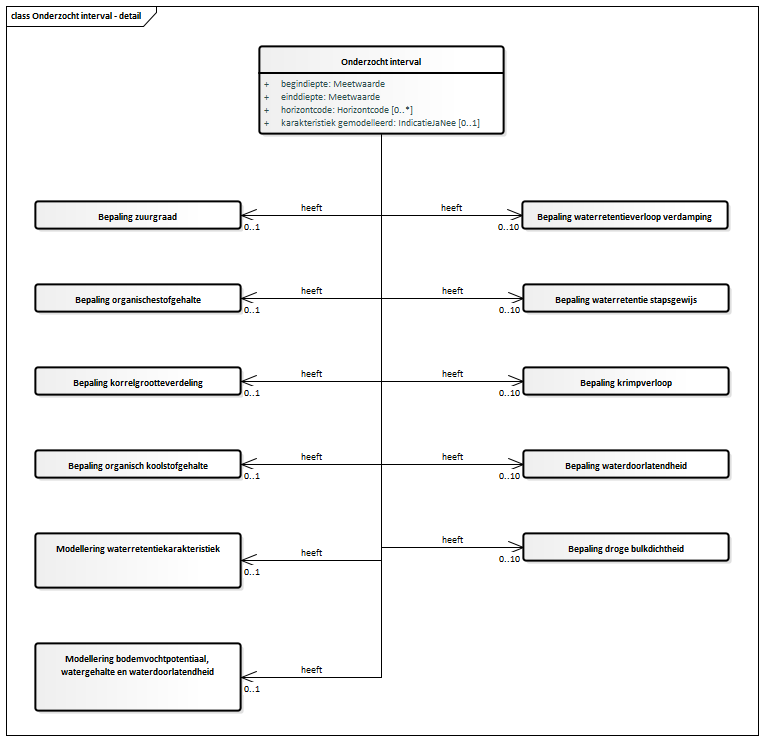 class Onderzocht interval - detail
Onderzocht interval
+ begindiepte: Meetwaarde
+ einddiepte: Meetwaarde
+ horizontcode: Horizontcode [0..*]
+ karakteristiek gemodelleerd: IndicatieJaNee [0..1]
Bepaling zuurgraad
0..1
heeft
heeft
0..10
Bepaling waterretentieverloop verdamping
Bepaling organischestofgehalte
0..1
heeft
heeft
0..10
Bepaling waterretentie stapsgewijs
Bepaling korrelgrootteverdeling
0..1
heeft
heeft
0..10
Bepaling krimpverloop
Bepaling organisch koolstofgehalte
0..1
heeft
heeft
0..10
Bepaling waterdoorlatendheid
Modellering waterretentiekarakteristiek
0..1
heeft
heeft
0..10
Bepaling droge bulkdichtheid
Modellering bodemvochtpotentiaal,
watergehalte en waterdoorlatendheid
0..1
heeft